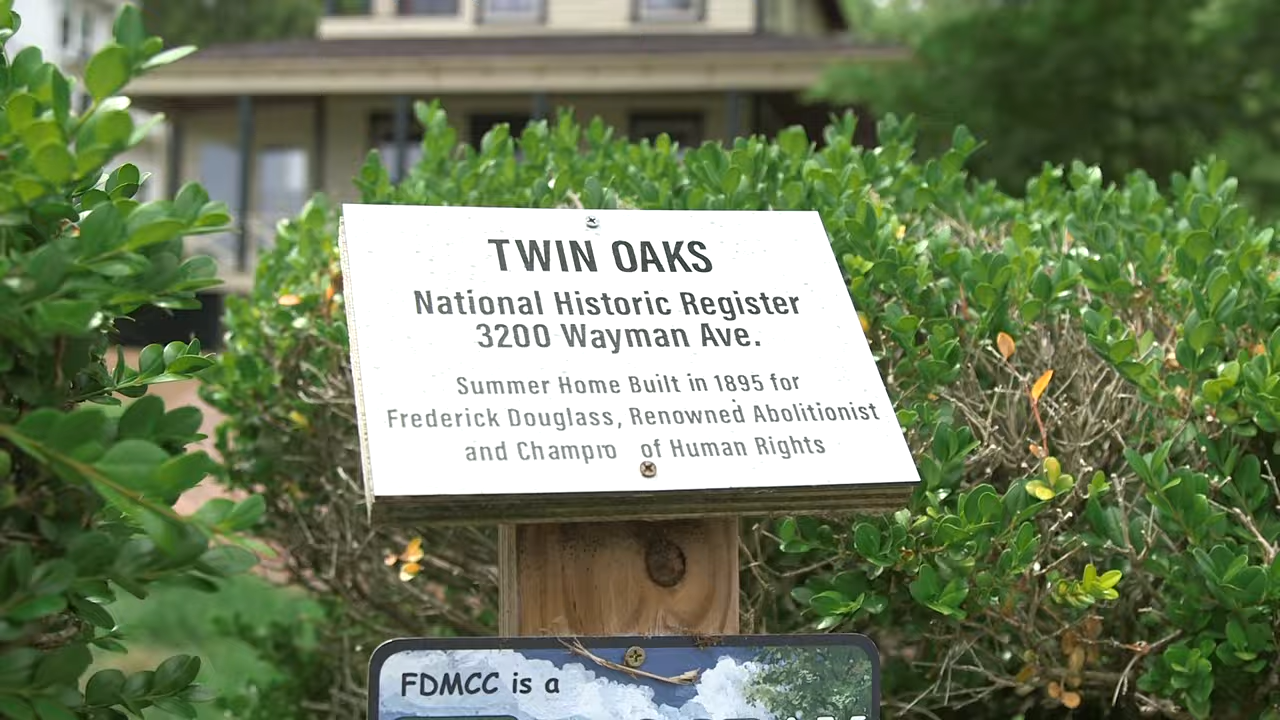 TWIN OAKS
National Historic Register
3200 Wayman Ave.
Summer Home Built in 1895 for
Frederick Douglass, Renowned Abolitionist
and Champro of Human Rights
FDMCC is a